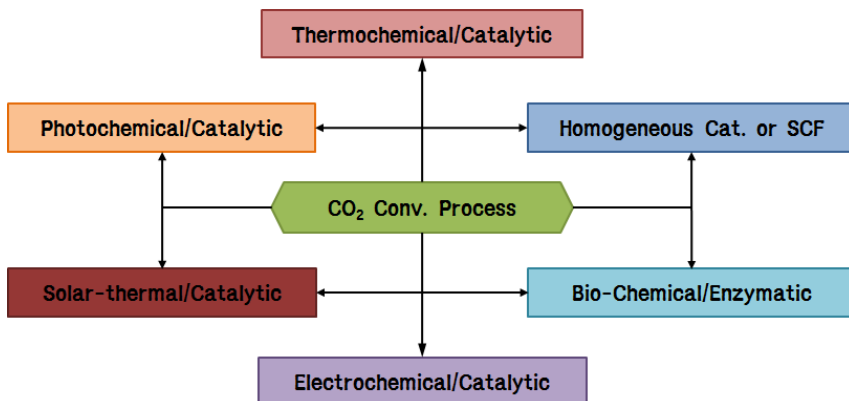 Thermochemical/Catalytic
Photochemical/Catalytic
Homogeneous Cat. or SCF
CO₂ Conv. Process
Solar-thermal/Catalytic
Bio-Chemical/Enzymatic
Electrochemical/Catalytic